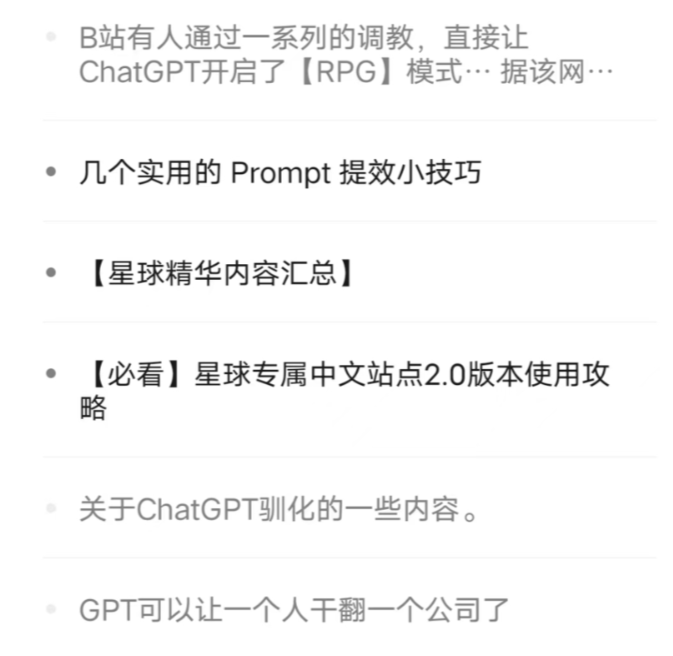 B站有人通过一系列的调教，直接让
ChatGPT开启了【RPG】模式… 据该网…
几个实用的 Prompt 提效小技巧
【星球精华内容汇总】
【必看】星球专属中文站点2.0版本使用攻
略
关于ChatGPT驯化的一些内容。
GPT可以让一个人干翻一个公司了